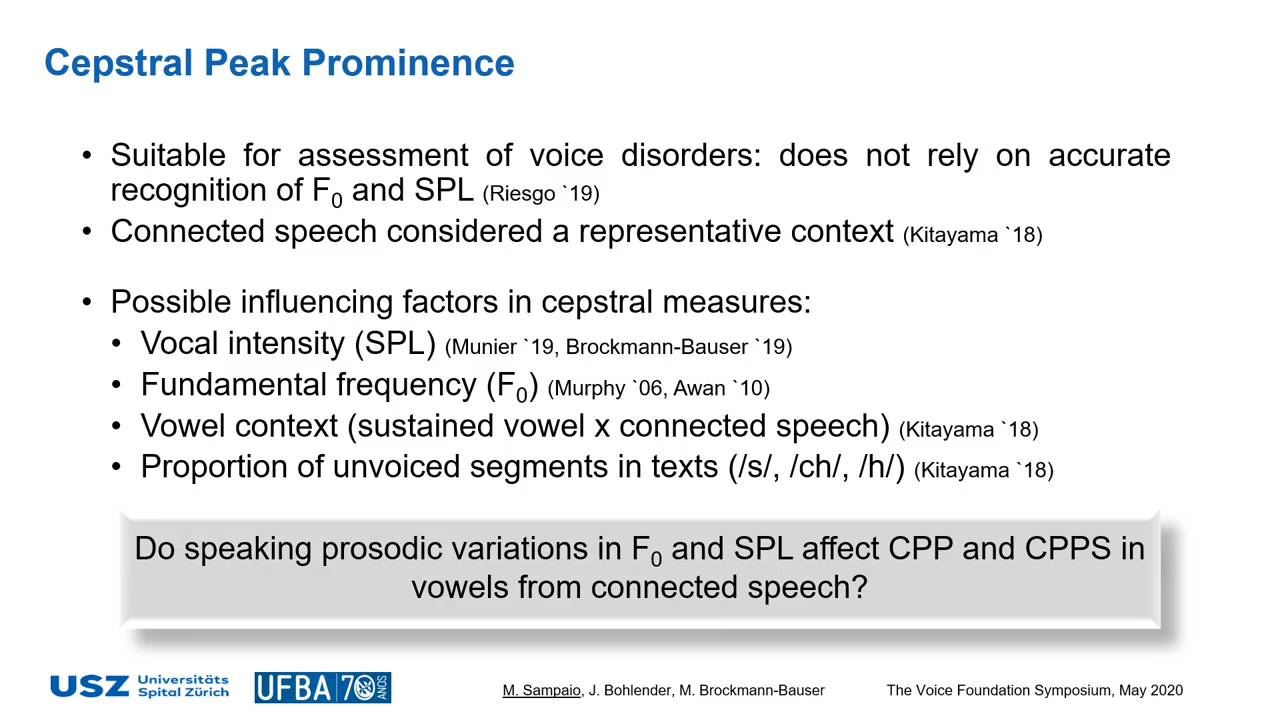 Cepstral Peak Prominence
• Suitable for assessment of voice disorders: does not rely on accurate
recognition of F₀ and SPL (Riesgo `19)
• Connected speech considered a representative context (Kitayama `18)
• Possible influencing factors in cepstral measures:
• Vocal intensity (SPL) (Munier `19, Brockmann-Bauser `19)
• Fundamental frequency (F₀) (Murphy `06, Awan `10)
• Vowel context (sustained vowel x connected speech) (Kitayama `18)
• Proportion of unvoiced segments in texts (/s/, /ch/, /h/) (Kitayama `18)
Do speaking prosodic variations in F₀ and SPL affect CPP and CPPS in
vowels from connected speech?
USZ Universitäts
Spital Zürich
UFBA 70 ANOS
M. Sampaio, J. Bohlender, M. Brockmann-Bauser
The Voice Foundation Symposium, May 2020